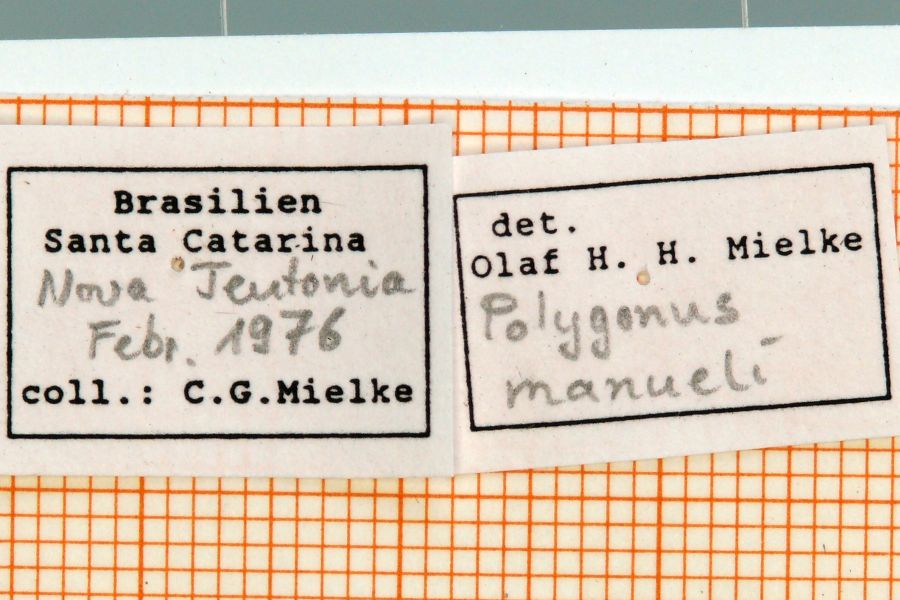 Brasilien
Santa Catarina
Nova Teutonia
Febr. 1976
coll.: C.G.Mielke
det.
Olaf H. H. Mielke
Polygonus
manueli